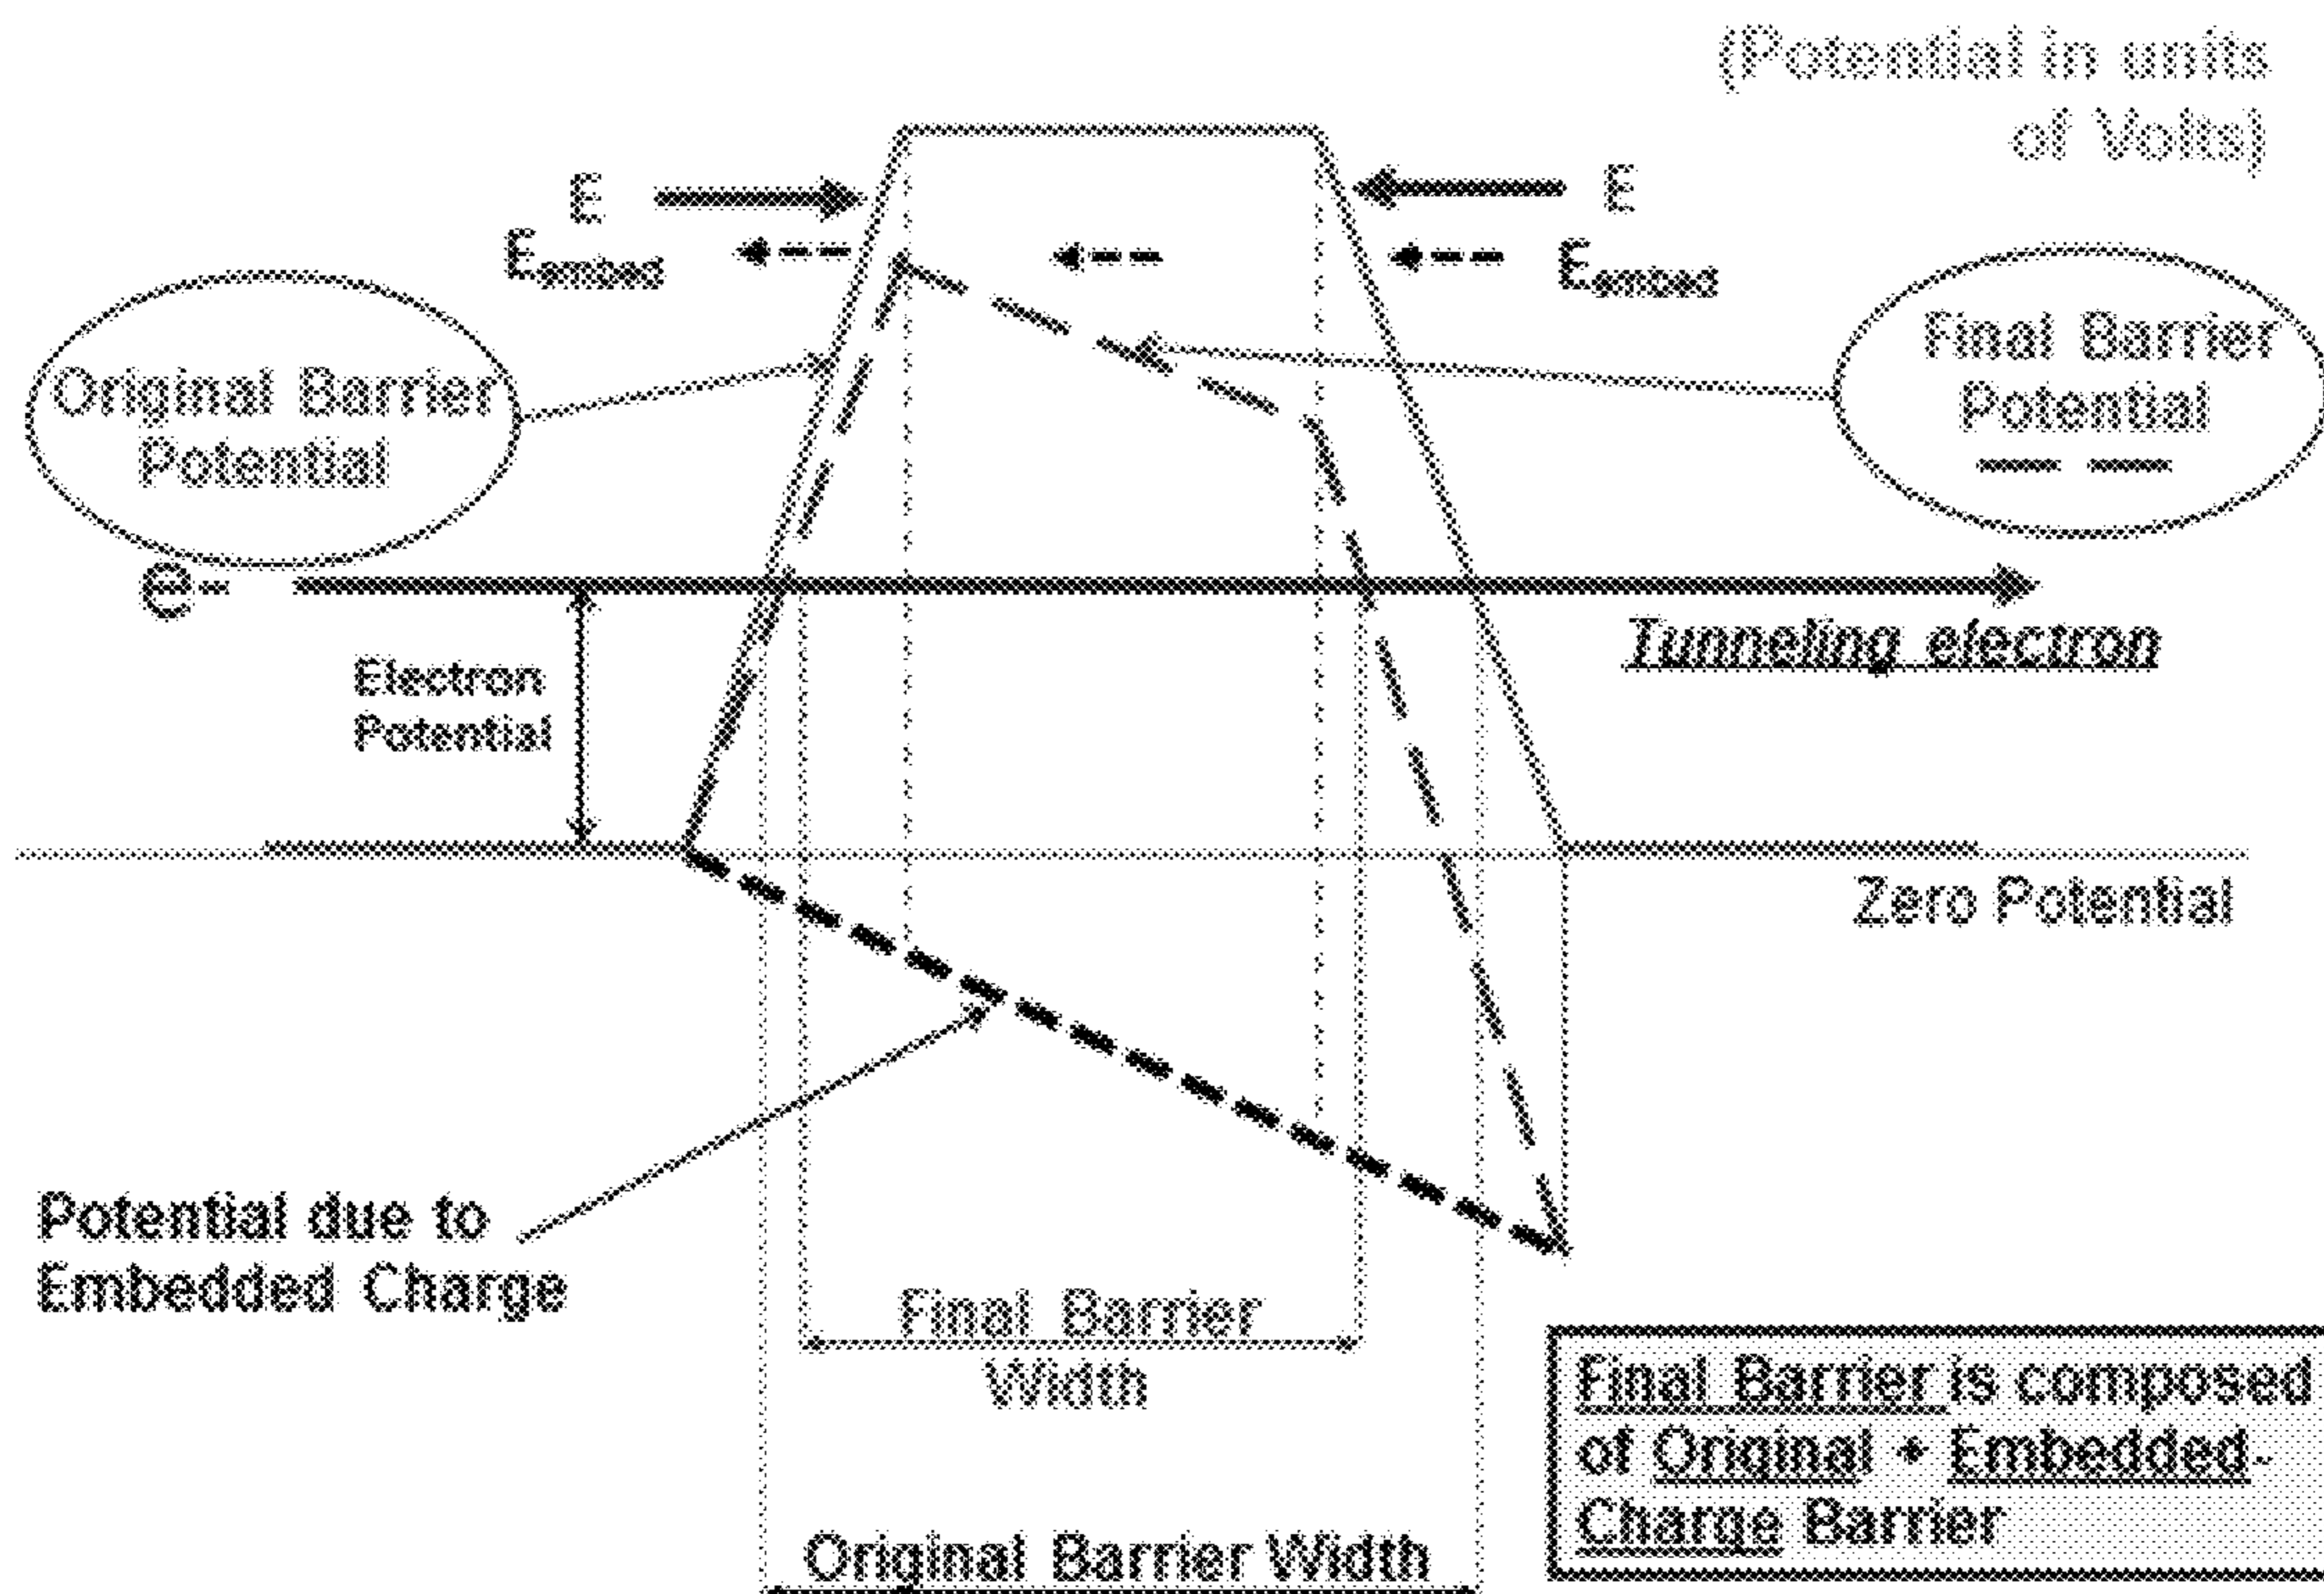 (Potential in units
of Volts)
E
E
Eembed
Eembed
Original Barrier
Potential
Final Barrier
Potential
e-
Tunneling electron
Electron
Potential
Zero Potential
Potential due to
Embedded Charge
Final Barrier
Width
Final Barrier is composed
of Original + Embedded-
Charge Barrier
Original Barrier Width